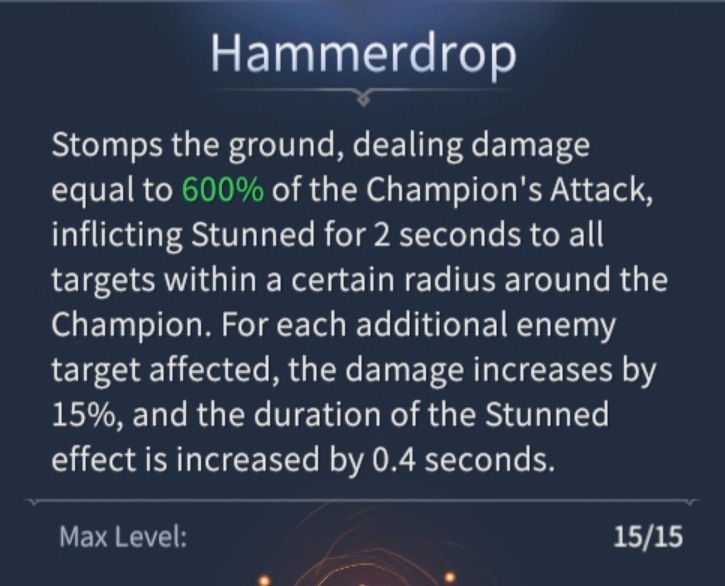 Hammerdrop
Stomps the ground, dealing damage
equal to 600% of the Champion's Attack,
inflicting Stunned for 2 seconds to all
targets within a certain radius around the
Champion. For each additional enemy
target affected, the damage increases by
15%, and the duration of the Stunned
effect is increased by 0.4 seconds.
Max Level: 15/15